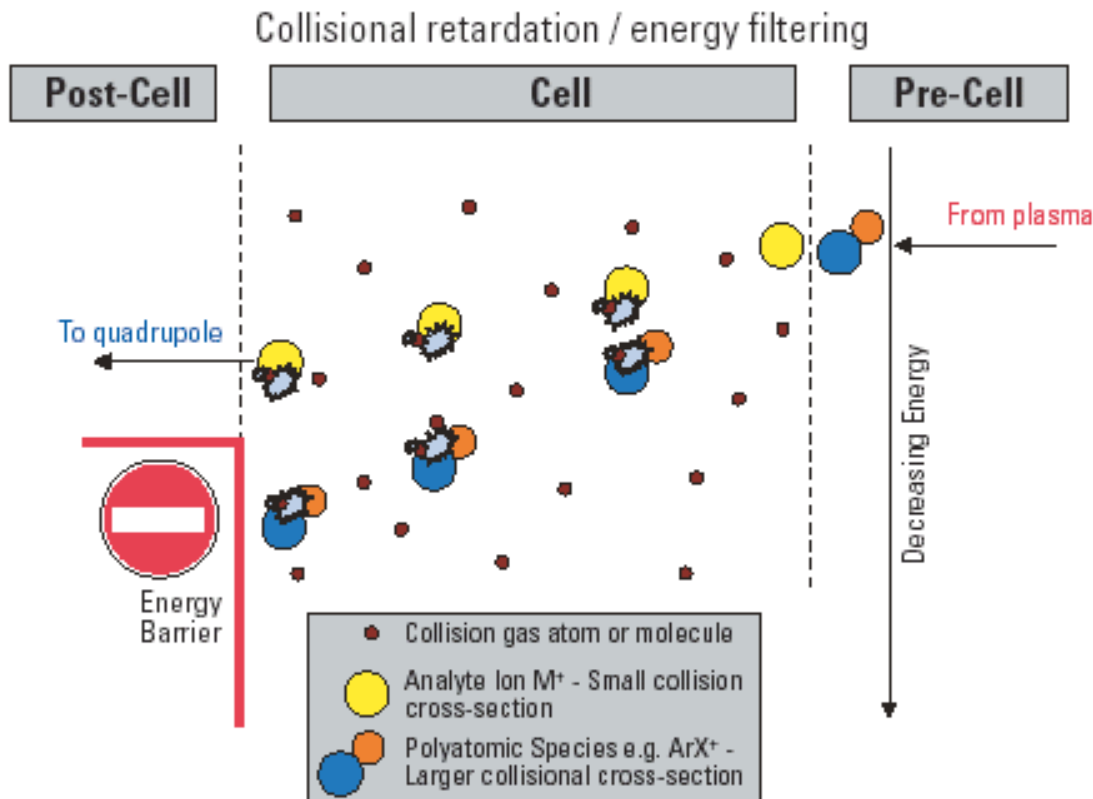 Collisional retardation / energy filtering
Post-Cell
Cell
Pre-Cell
From plasma
To quadrupole
Decreasing Energy
Energy
Barrier
Collision gas atom or molecule
Analyte Ion M⁺ - Small collision
cross-section
Polyatomic Species e.g. ArX⁺ -
Larger collisional cross-section